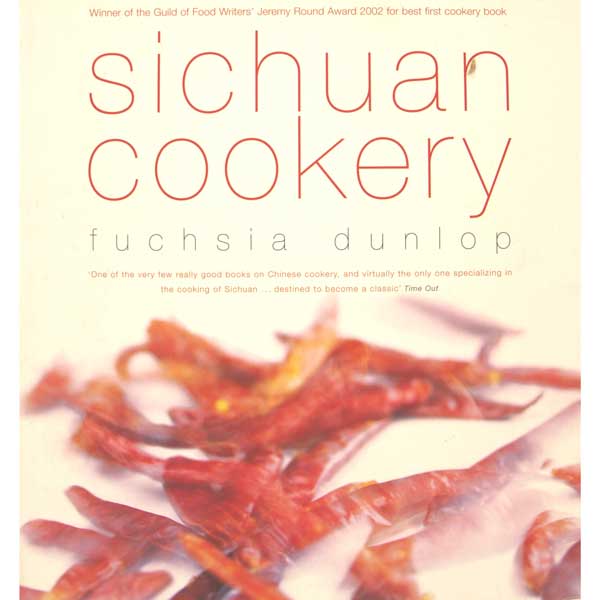 Winner of the Guild of Food Writers' Jeremy Round Award 2002 for best first cookery book
sichuan
cookery
fuchsia dunlop
'One of the very few really good books on Chinese cookery, and virtually the only one specializing in
the cooking of Sichuan ... destined to become a classic' Time Out